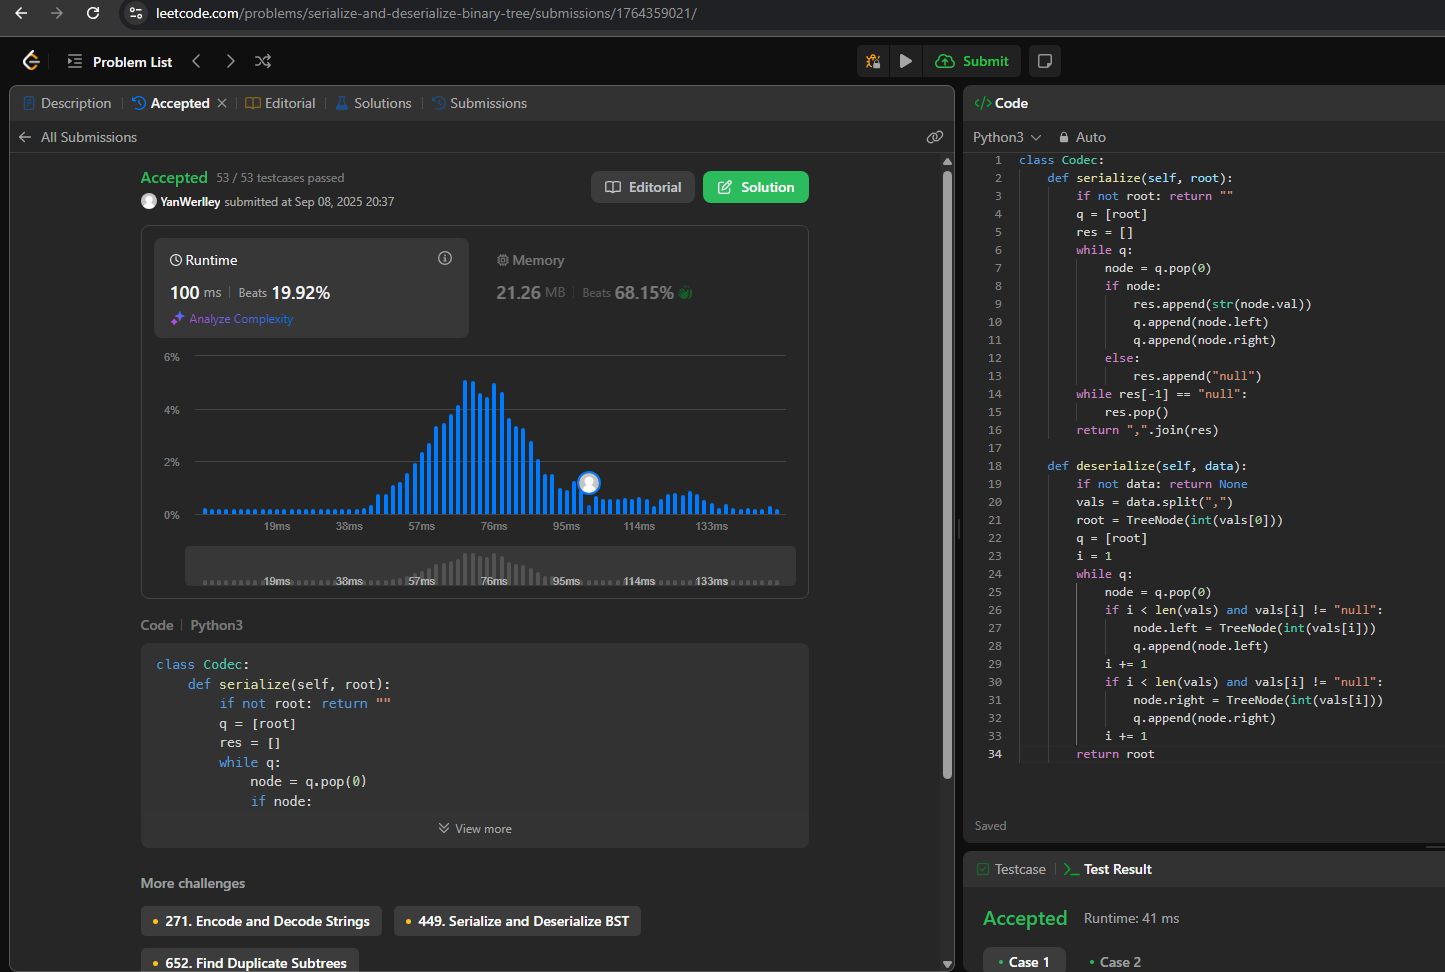 leetcode.com/problems/serialize-and-deserialize-binary-tree/submissions/1764359021/
Problem List
Submit
Description
Accepted
Editorial
Solutions
Submissions
All Submissions
Accepted 53 / 53 testcases passed
YanWerlley submitted at Sep 08, 2025 20:37
Editorial
Solution
Runtime
100 ms Beats 19.92%
Analyze Complexity
Memory
21.26 MB Beats 68.15%
6%
4%
2%
0%
19ms 38ms 57ms 76ms 95ms 114ms 133ms
19ms 38ms 57ms 76ms 95ms 114ms 133ms
Code Python3
class Codec:
def serialize(self, root):
if not root: return ""
q = [root]
res = []
while q:
node = q.pop(0)
if node:
View more
More challenges
271. Encode and Decode Strings
449. Serialize and Deserialize BST
652. Find Duplicate Subtrees
</> Code
Python3 Auto
1 class Codec:
2 def serialize(self, root):
3 if not root: return ""
4 q = [root]
5 res = []
6 while q:
7 node = q.pop(0)
8 if node:
9 res.append(str(node.val))
10 q.append(node.left)
11 q.append(node.right)
12 else:
13 res.append("null")
14 while res[-1] == "null":
15 res.pop()
16 return ",".join(res)
17
18 def deserialize(self, data):
19 if not data: return None
20 vals = data.split(",")
21 root = TreeNode(int(vals[0]))
22 q = [root]
23 i = 1
24 while q:
25 node = q.pop(0)
26 if i < len(vals) and vals[i] != "null":
27 node.left = TreeNode(int(vals[i]))
28 q.append(node.left)
29 i += 1
30 if i < len(vals) and vals[i] != "null":
31 node.right = TreeNode(int(vals[i]))
32 q.append(node.right)
33 i += 1
34 return root
Saved
Testcase
Test Result
Accepted Runtime: 41 ms
Case 1
Case 2